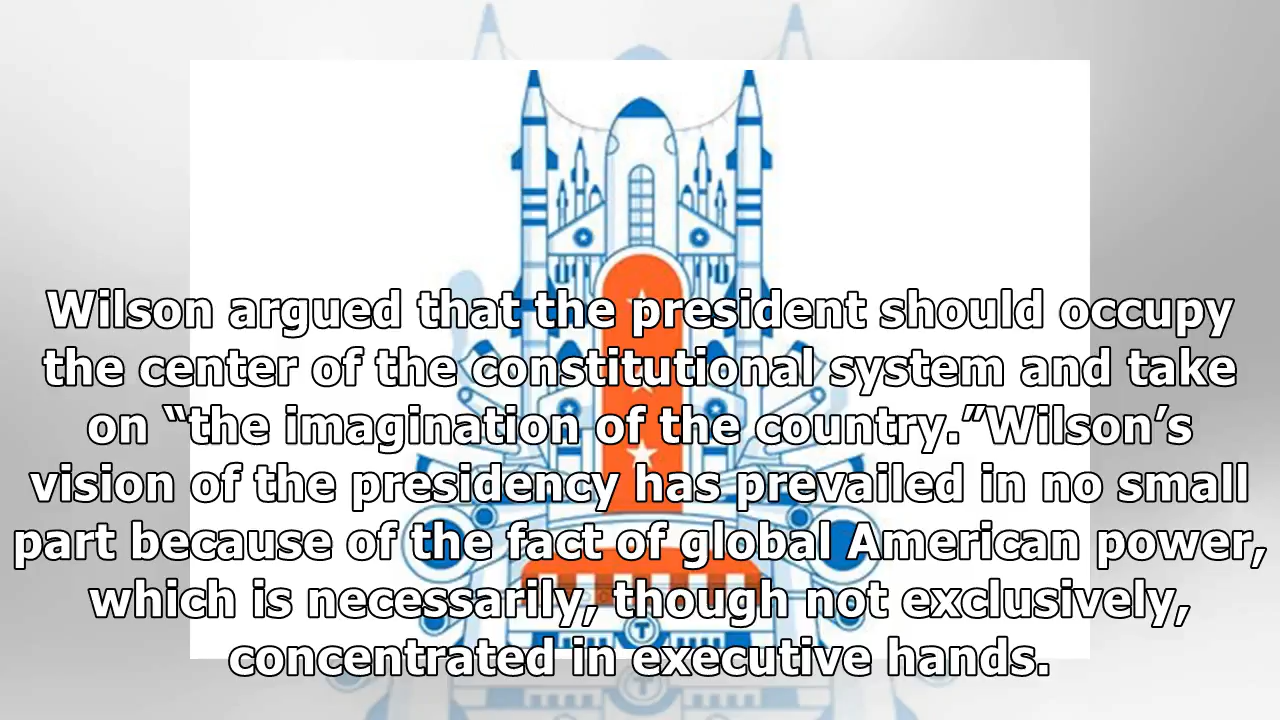 Wilson argued that the president should occupy
the center of the constitutional system and take
on “the imagination of the country.”Wilson’s
vision of the presidency has prevailed in no small
part because of the fact of global American power,
which is necessarily, though not exclusively,
concentrated in executive hands.
T